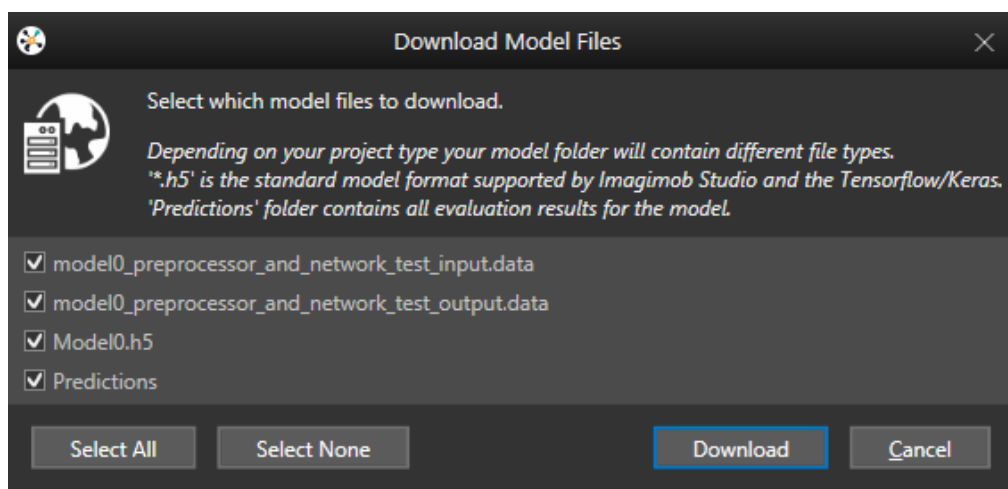 Download Model Files
Select which model files to download.
Depending on your project type your model folder will contain different file types.
'*.h5' is the standard model format supported by Imagimob Studio and the Tensorflow/Keras.
'Predictions' folder contains all evaluation results for the model.
model0_preprocessor_and_network_test_input.data
model0_preprocessor_and_network_test_output.data
Model0.h5
Predictions
Select All Select None Download Cancel